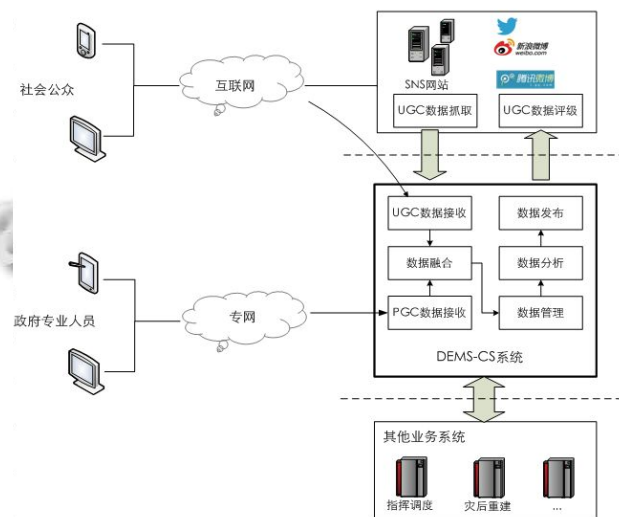 社会公众
互联网
新浪微博
weibo.com
腾讯微博
SNS网站
UGC数据抓取
UGC数据评级
UGC数据接收
数据发布
数据融合
数据分析
PGC数据接收
数据管理
DEMS-CS系统
政府专业人员
专网
其他业务系统
指挥调度
灾后重建
...